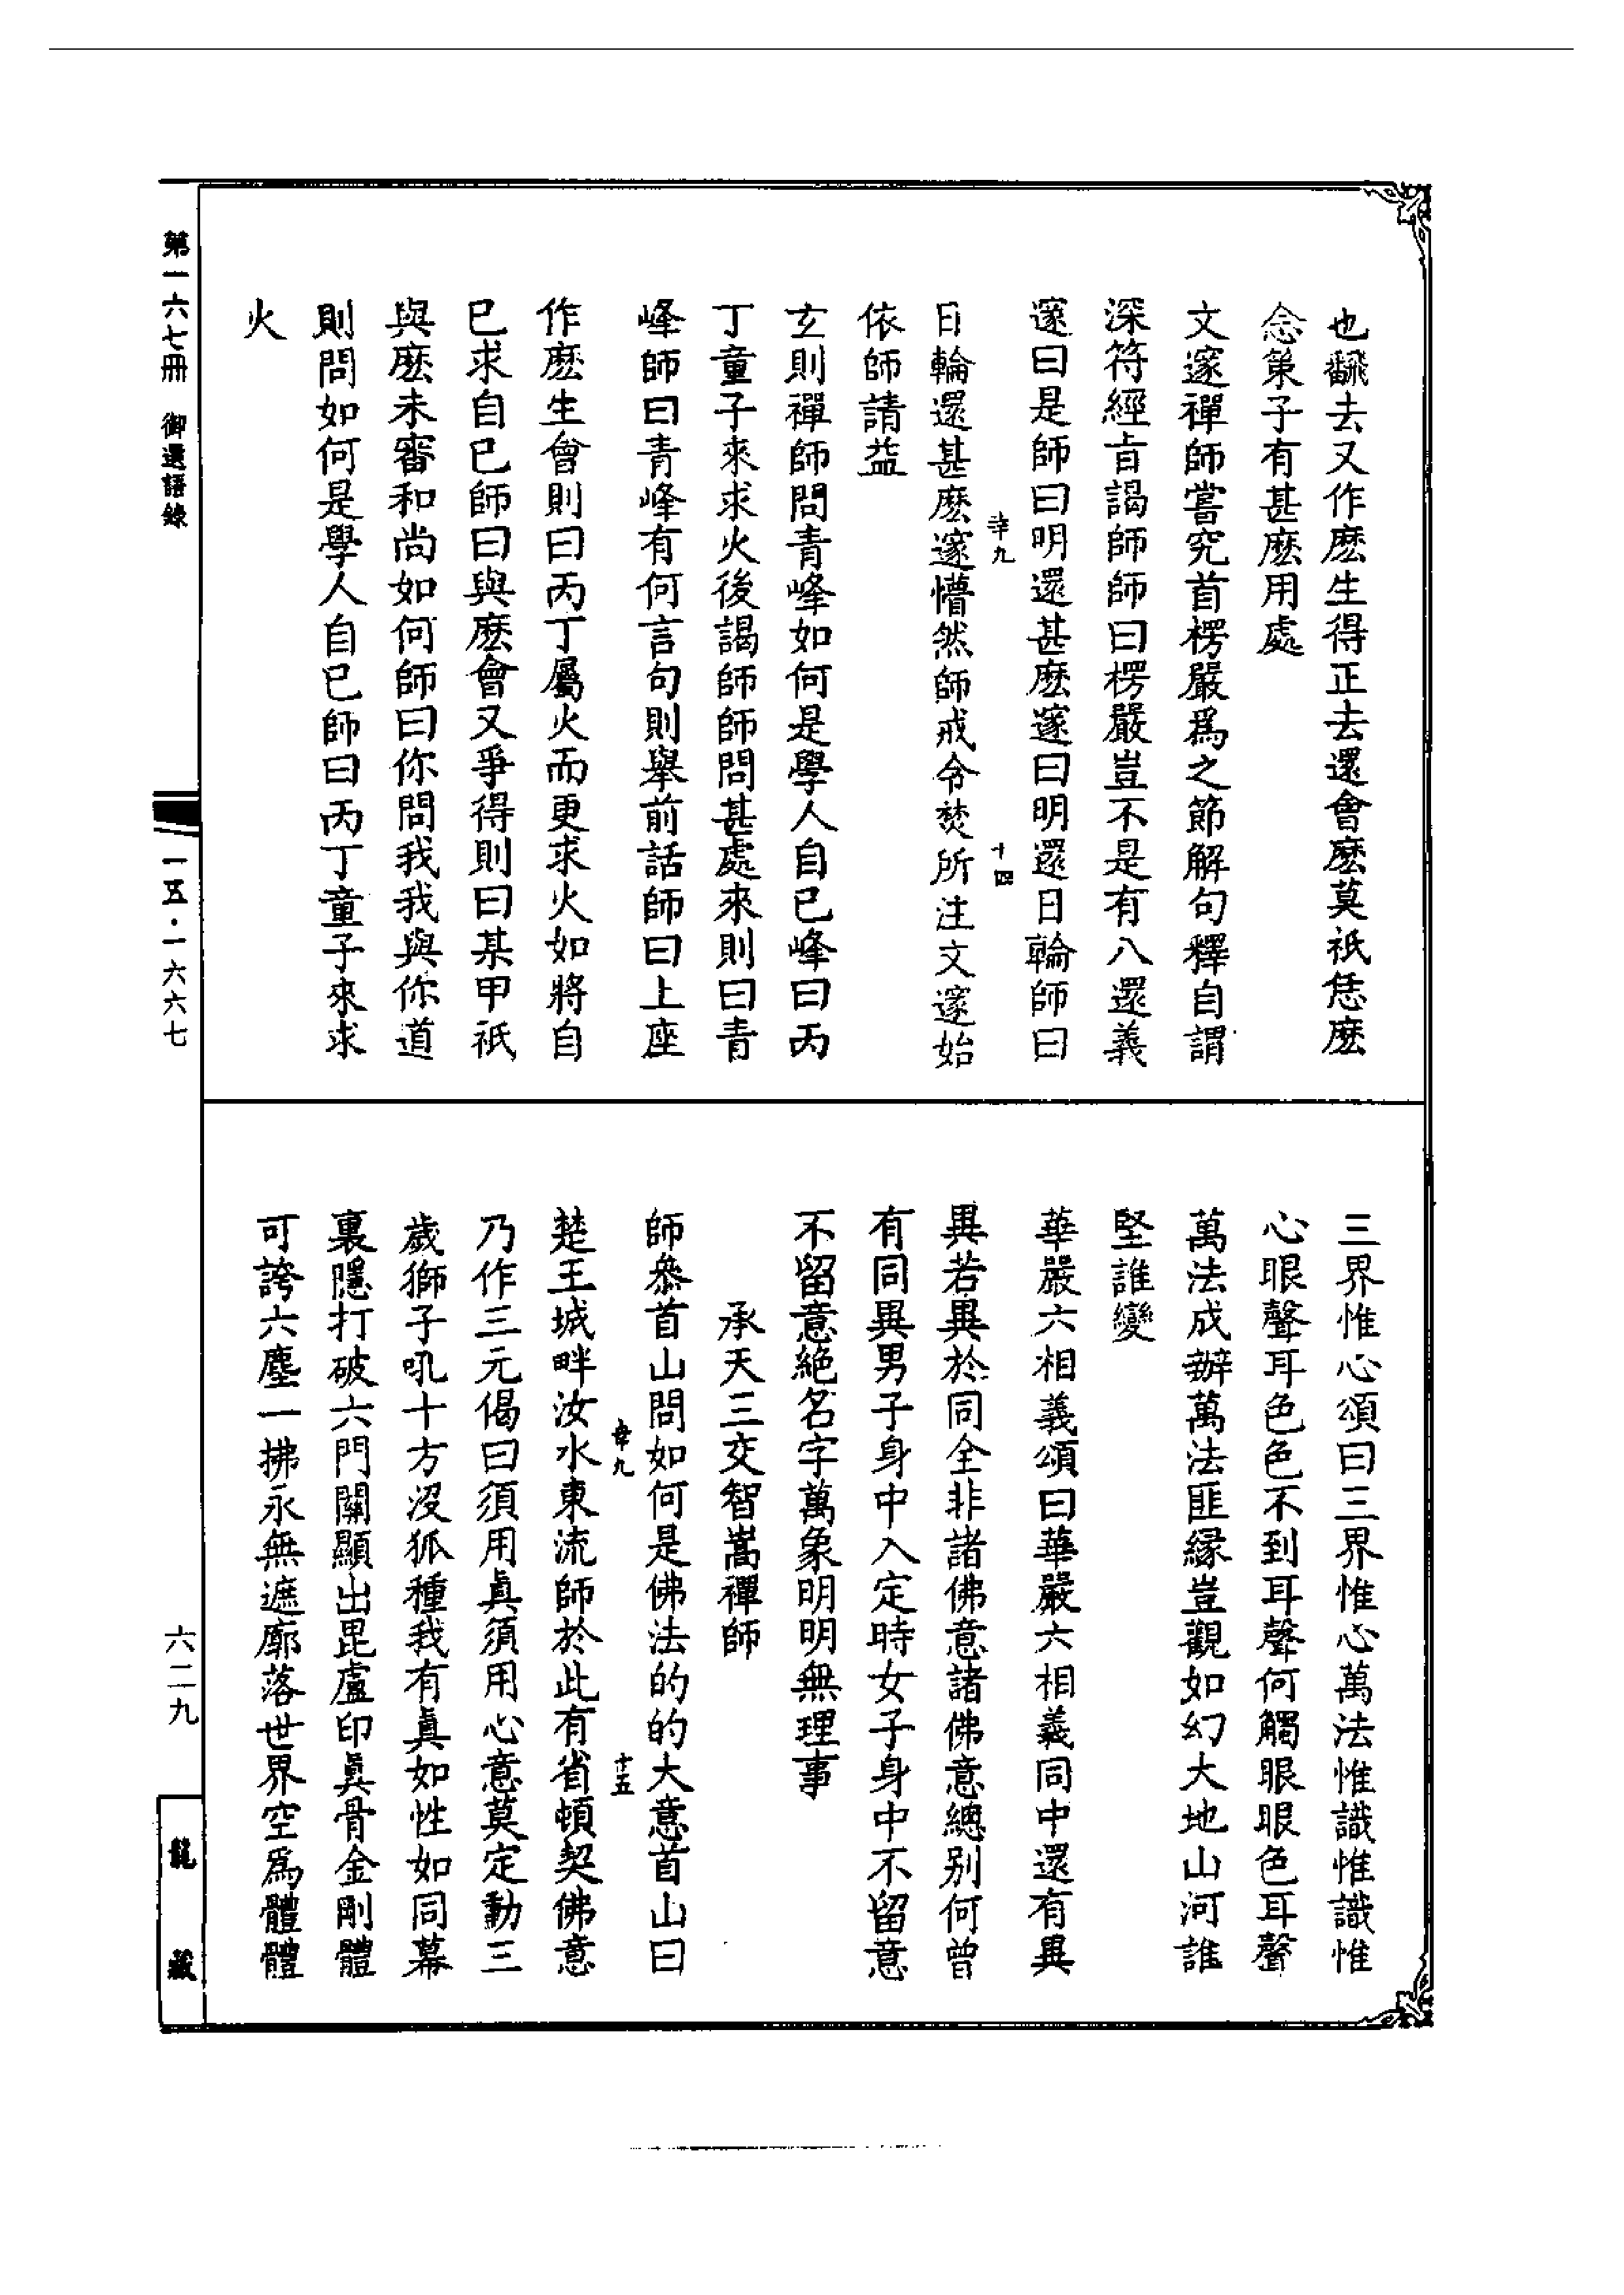 也飜去又作麽生得正去還會麽莫祇恁麽
念策子有甚麽用處
文邃禪師嘗究首楞嚴爲之節解句釋自謂
深符經旨謁師師曰楞嚴豈不是有八還義
邃曰是師曰明還甚麽邃曰明還日輪師曰
幸九
十四
日輪還甚麽邃懵然師戒令焚所注文邃始
依師請益
玄則禪師問青峰如何是學人自己峰曰丙
丁童子來求火後謁師師問甚處來則曰青
峰師曰青峰有何言句則舉前話師曰上座
作麽生會則曰丙丁屬火而更求火如將自
已求自已師曰與麽會又爭得則曰某甲祇
與麽未審和尚如何師曰你問我我與你道
則問如何是學人自已師曰丙丁童子來求
火
三界惟心頌曰三界惟心萬法惟識惟識惟
心眼聲耳色色不到耳聲何觸眼眼色耳聲
萬法成辦萬法匪緣豈觀如幻大地山河誰
堅誰變
華嚴六相義頌曰華嚴六相義同中還有異
異若異於同全非諸佛意諸佛意總別何曾
有同異男子身中入定時女子身中不留意
不留意絕名字萬象明明無理事
承天三交智嵩禪師
師叅首山問如何是佛法的的大意首山曰
幸九
十五
楚王城畔汝水東流師於此有省頓契佛意
乃作三元偈曰須用眞須用心意莫定動三
歲獅子吼十方沒狐種我有眞如性如同幕
裏隱打破六門關顯出毘盧印眞骨金剛體
可誇六塵一拂永無遮廓落世界空爲體體
第一六七冊 御選語錄
一五·一六六七
六二九
龍藏